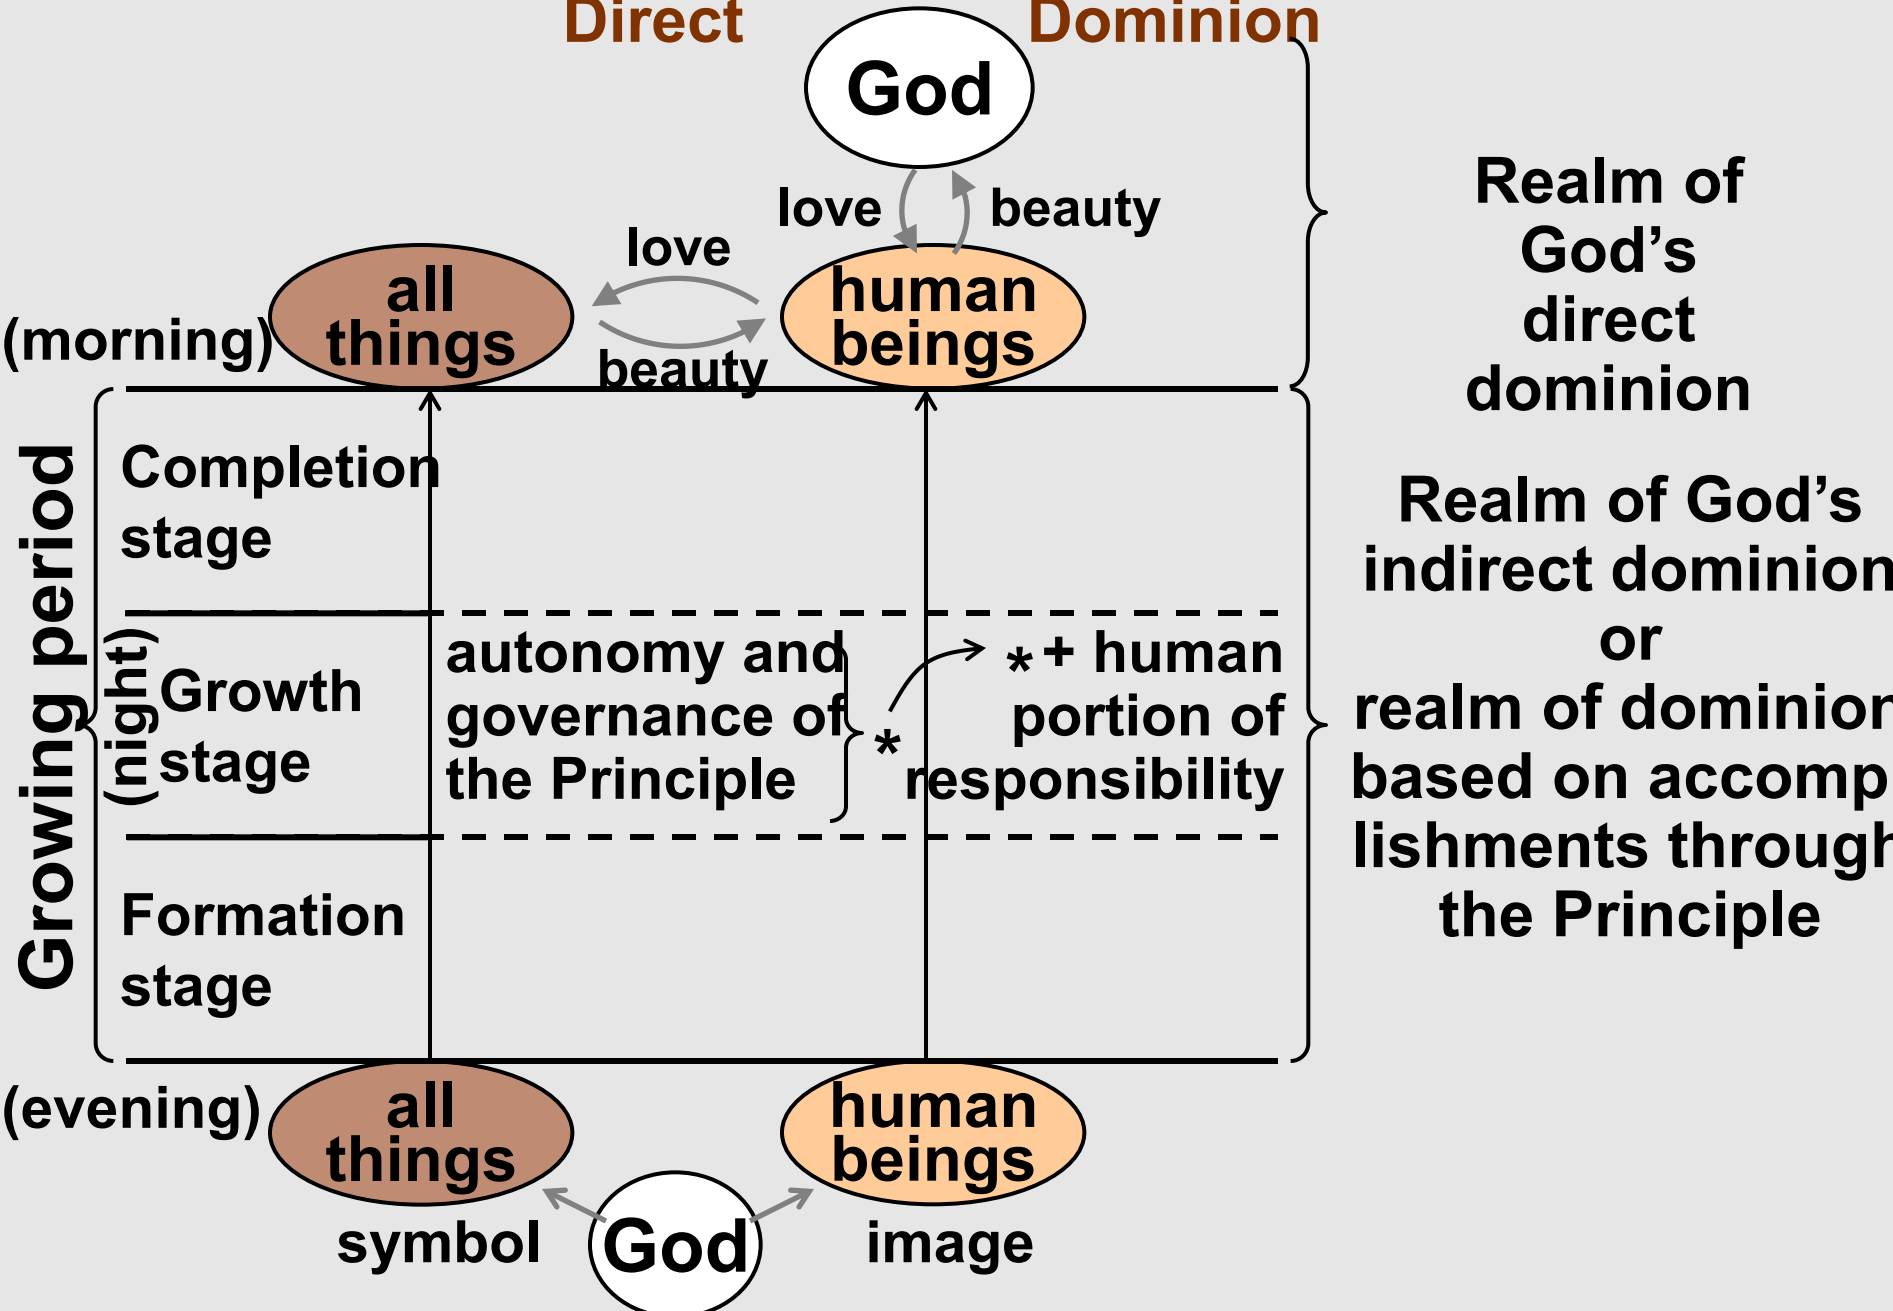 Direct Dominion
God
love beauty
love
all
things
human
beings
(morning)
beauty
Realm of
God’s
direct
dominion
Growing period
(night)
Completion
stage
Growth
stage
Formation
stage
autonomy and
governance of
the Principle
*
* + human
portion of
responsibility
Realm of God’s
indirect dominion
or
realm of dominion
based on accomp
lishments through
the Principle
(evening)
all
things
human
beings
symbol
God
image